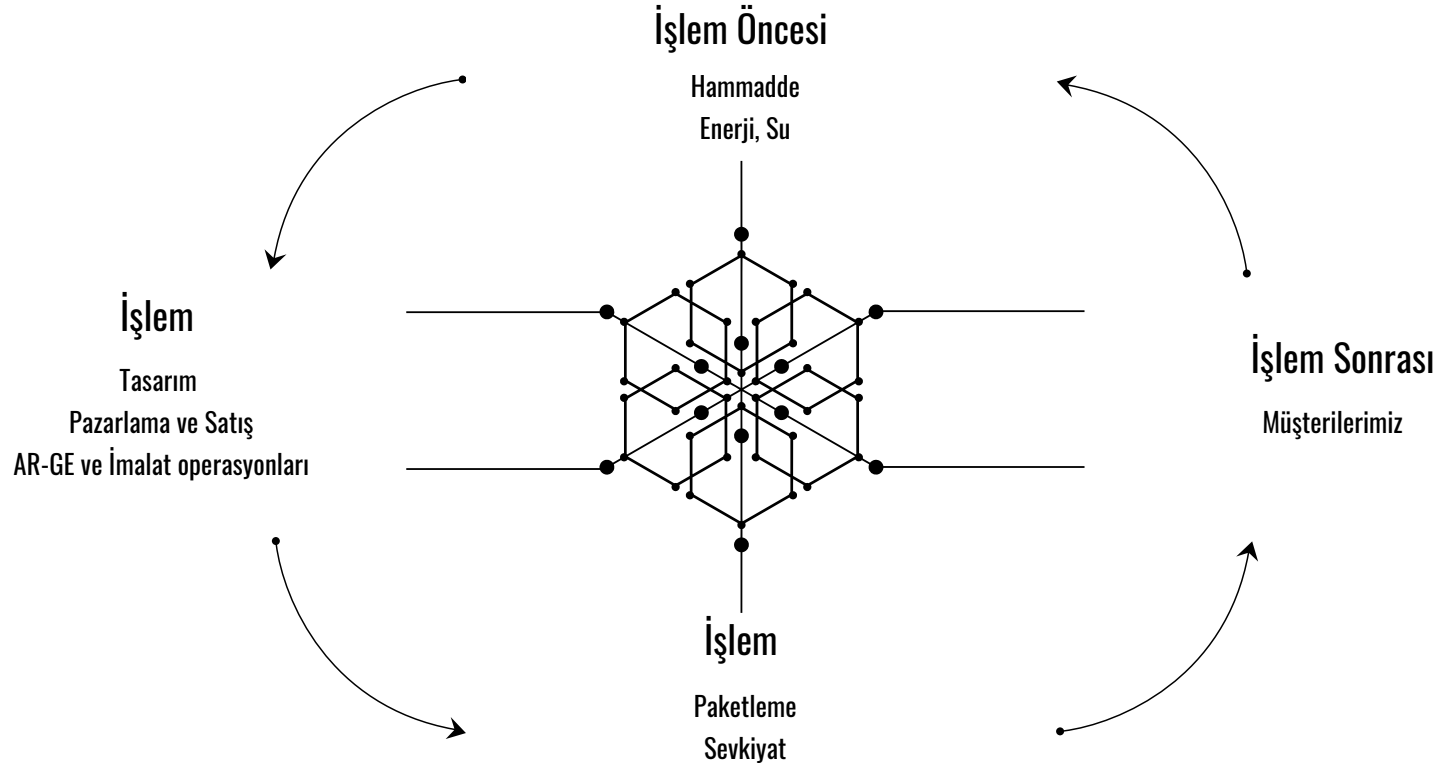 İşlem Öncesi
Hammadde
Enerji, Su
İşlem
Tasarım
Pazarlama ve Satış
AR-GE ve İmalat operasyonları
İşlem Sonrası
Müşterilerimiz
İşlem
Paketleme
Sevkiyat